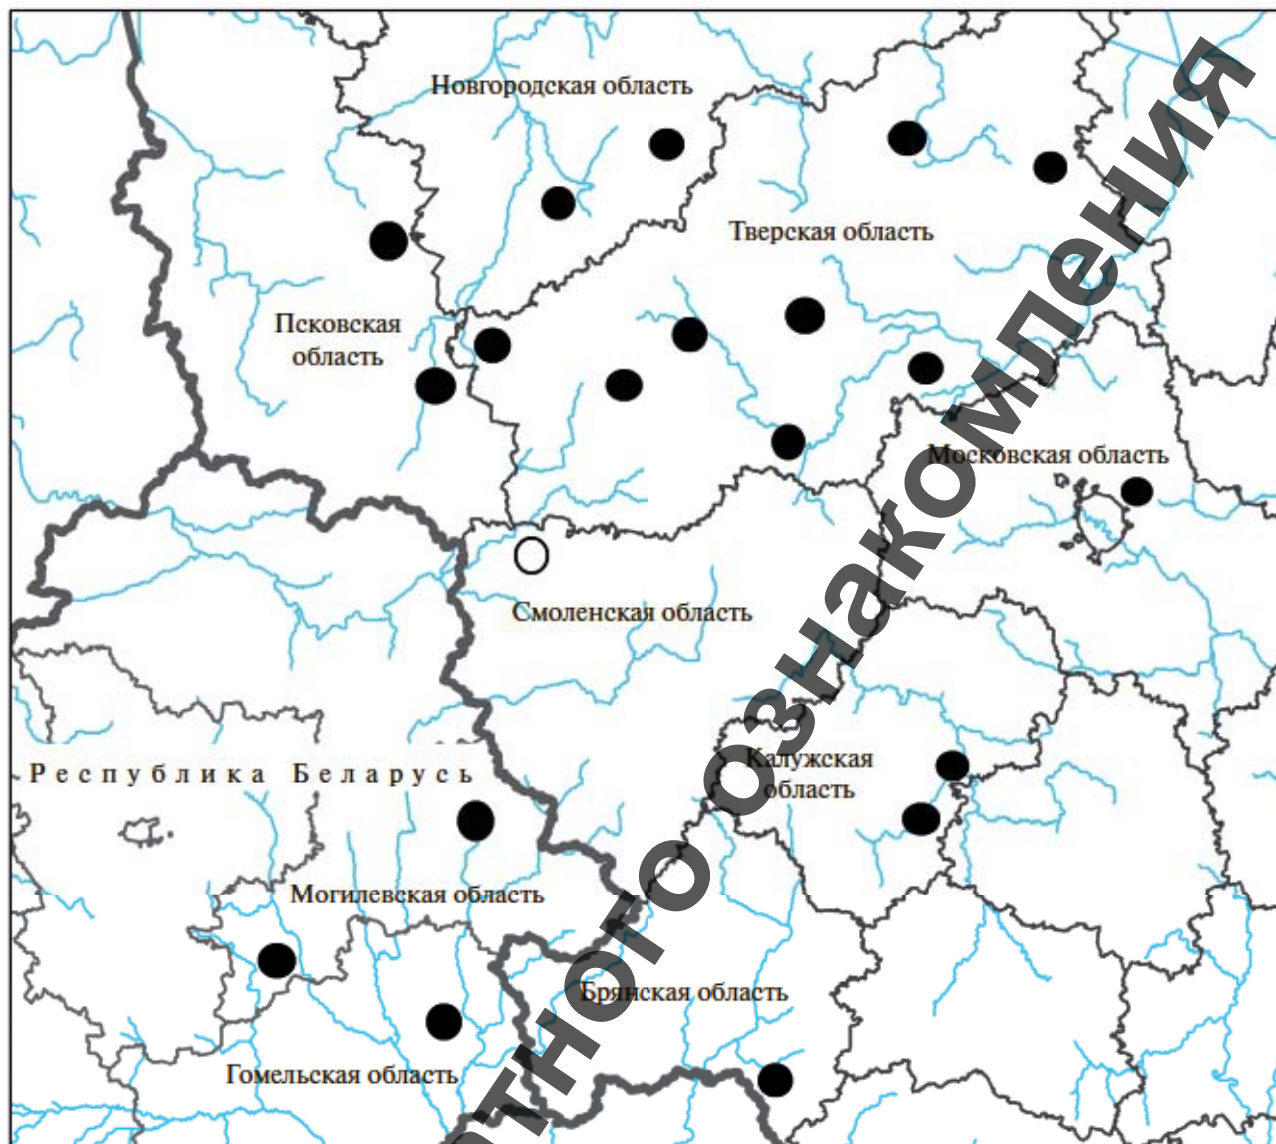 Новгородская область
Тверская область
Псковская
область
Московская область
Смоленская область
Калужская
область
Республика Беларусь
Могилевская область
Брянская область
Гомельская область
тного ознакомления